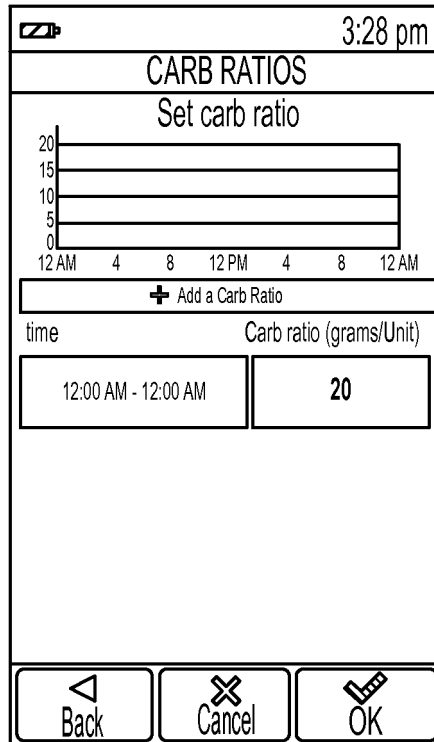 3:28 pm
CARB RATIOS
Set carb ratio
20
15
10
5
0
12 AM 4 8 12 PM 4 8 12 AM
Add a Carb Ratio
time Carb ratio (grams/Unit)
12:00 AM - 12:00 AM 20
Back Cancel OK